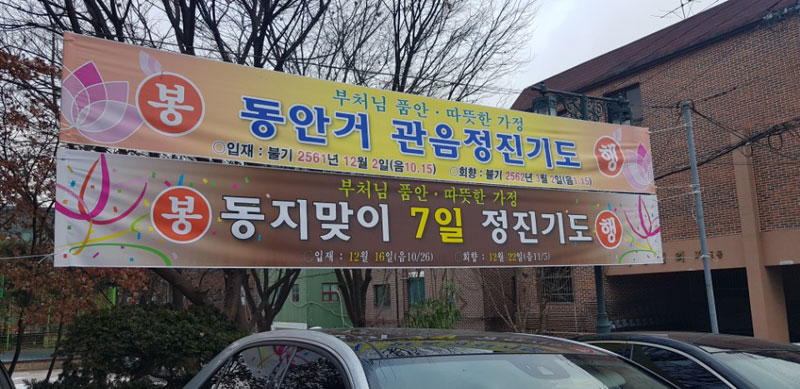 봉 행
부처님 품안·따뜻한 가정
동안거 관음정진기도
○입재 : 불기 2561년 12월 2일(음10.15) ○회향 : 불기 2562년 1월 2일(음1.15)
봉 행
부처님 품안·따뜻한 가정
동지맞이 7일 정진기도
○입재 : 12월 16일(음10/26) ○회향 : 12월 22일(음11/5)